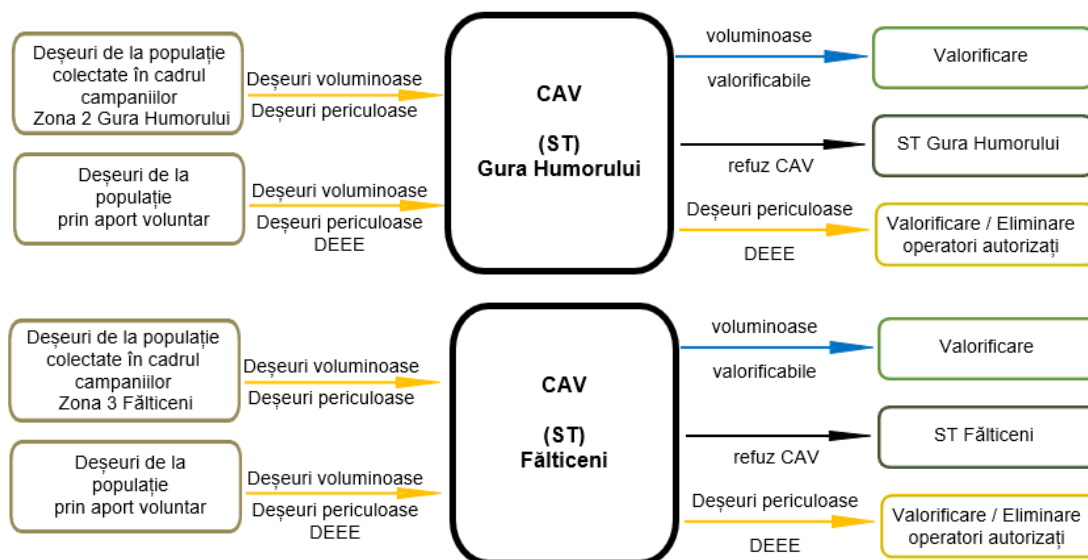 Deșeuri de la populație
colectate în cadrul
campaniilor
Zona 2 Gura Humorului
Deșeuri voluminoase
Deșeuri periculoase
Deșeuri de la
populație
prin aport voluntar
Deșeuri voluminoase
Deșeuri periculoase
DEEE
CAV
(ST)
Gura Humorului
voluminoase
valorificabile
Valorificare
refuz CAV
ST Gura Humorului
Deșeuri periculoase
DEEE
Valorificare / Eliminare
operatori autorizați
Deșeuri de la populație
colectate în cadrul
campaniilor
Zona 3 Fălticeni
Deșeuri voluminoase
Deșeuri periculoase
Deșeuri de la
populație
prin aport voluntar
Deșeuri voluminoase
Deșeuri periculoase
DEEE
CAV
(ST)
Fălticeni
voluminoase
valorificabile
Valorificare
refuz CAV
ST Fălticeni
Deșeuri periculoase
DEEE
Valorificare / Eliminare
operatori autorizați